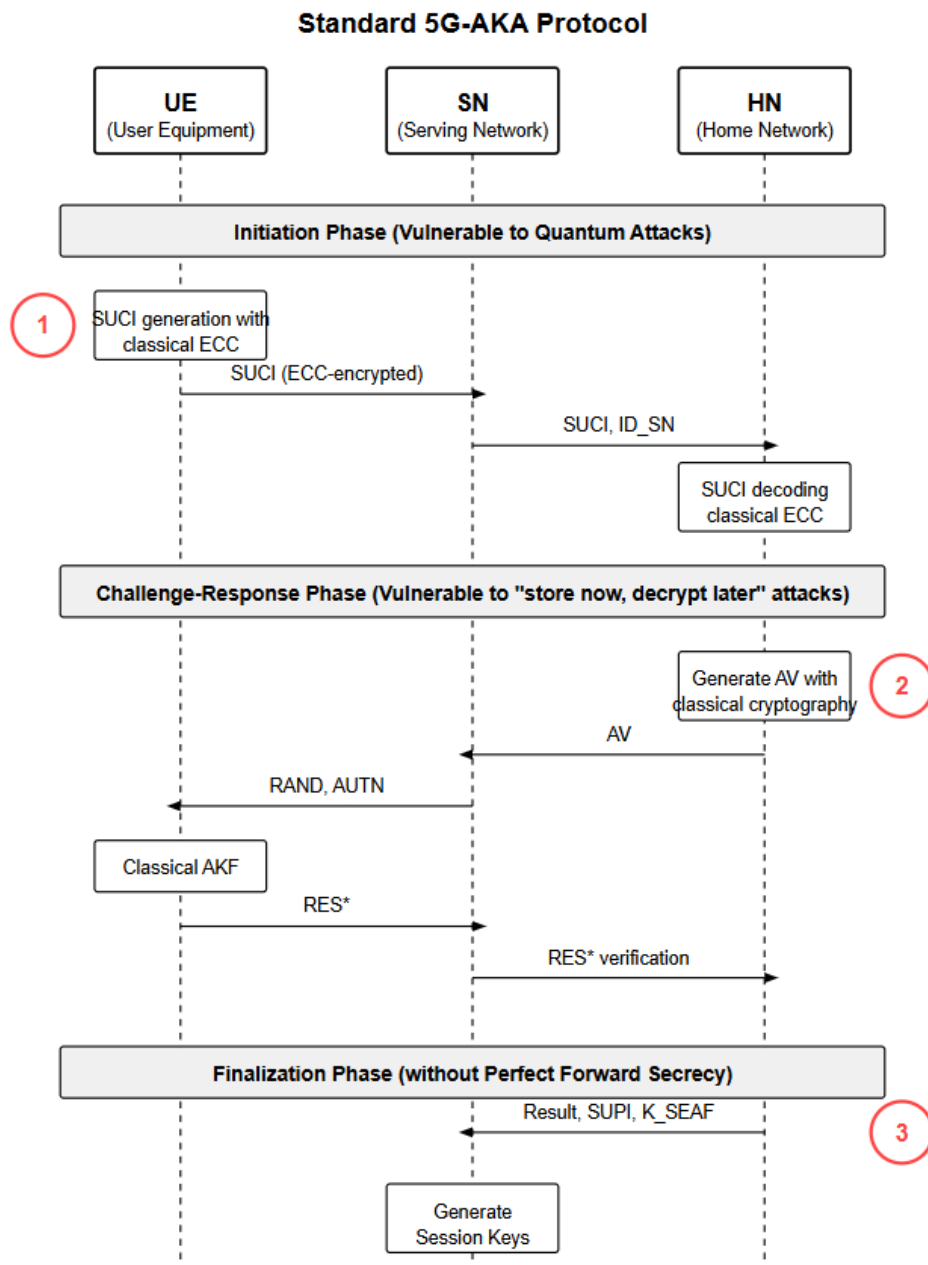 Standard 5G-AKA Protocol
UE
(User Equipment)
SN
(Serving Network)
HN
(Home Network)
Initiation Phase (Vulnerable to Quantum Attacks)
1
SUCI generation with
classical ECC
SUCI (ECC-encrypted)
SUCI, ID_SN
SUCI decoding
classical ECC
Challenge-Response Phase (Vulnerable to "store now, decrypt later" attacks)
Generate AV with
classical cryptography
2
AV
RAND, AUTN
Classical AKF
RES*
RES* verification
Finalization Phase (without Perfect Forward Secrecy)
Result, SUPI, K_SEAF
3
Generate
Session Keys